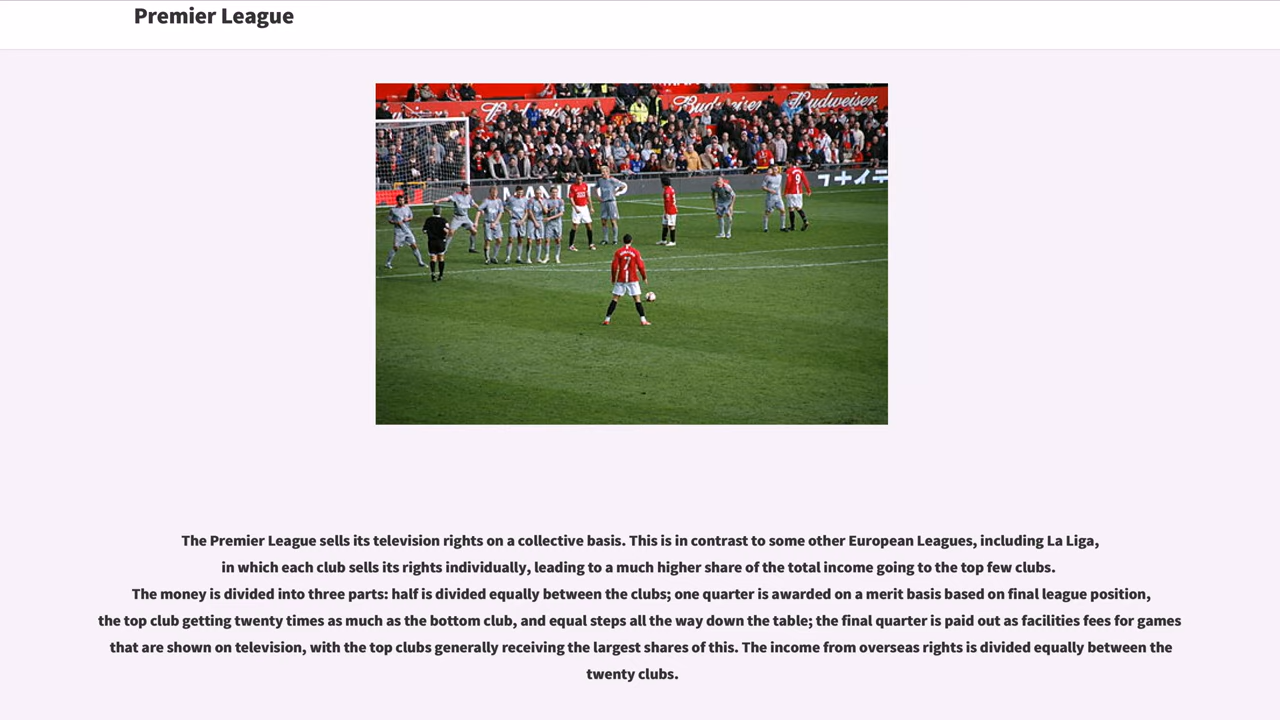 Premier League
Budweiser
Budweiser
Budweiser
9
7
The Premier League sells its television rights on a collective basis. This is in contrast to some other European Leagues, including La Liga,
in which each club sells its rights individually, leading to a much higher share of the total income going to the top few clubs.
The money is divided into three parts: half is divided equally between the clubs; one quarter is awarded on a merit basis based on final league position,
the top club getting twenty times as much as the bottom club, and equal steps all the way down the table; the final quarter is paid out as facilities fees for games
that are shown on television, with the top clubs generally receiving the largest shares of this. The income from overseas rights is divided equally between the
twenty clubs.